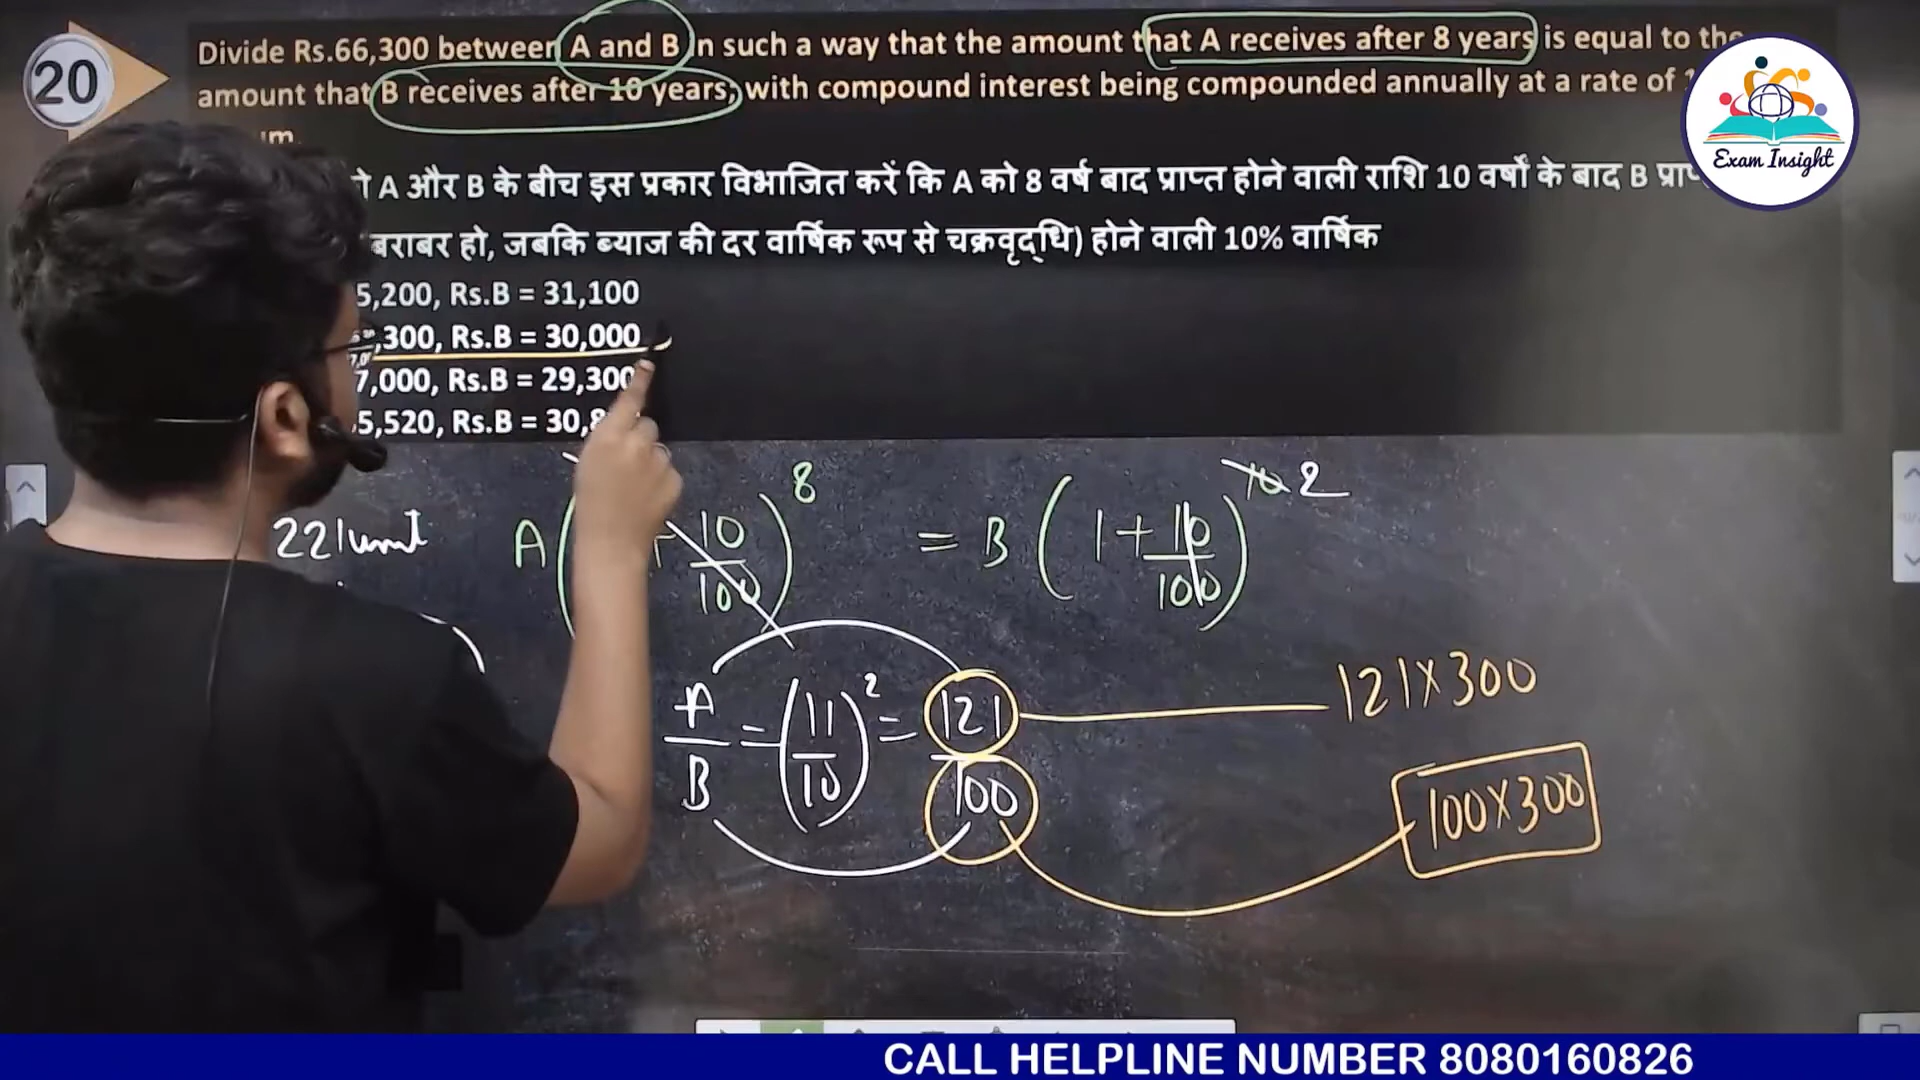 20
Divide Rs.66,300 between A and B in such a way that the amount that A receives after 8 years is equal to the
amount that B receives after 10 years, with compound interest being compounded annually at a rate of
Exam Insight
A और B के बीच इस प्रकार विभाजित करें कि A को 8 वर्ष बाद प्राप्त होने वाली राशि 10 वर्षों के बाद B
बराबर हो, जबकि ब्याज की दर वार्षिक रूप से चक्रवृद्धि) होने वाली 10% वार्षिक
5,200, Rs.B = 31,100
,300, Rs.B = 30,000
7,000, Rs.B = 29,300
5,520, Rs.B = 30,8
221 unit
A ( + 10/100 )^8 = B ( 1 + 10/100 )^10 2
A/B = (11/10)^2 = 121/100
121 X 300
100 X 300
CALL HELPLINE NUMBER 8080160826